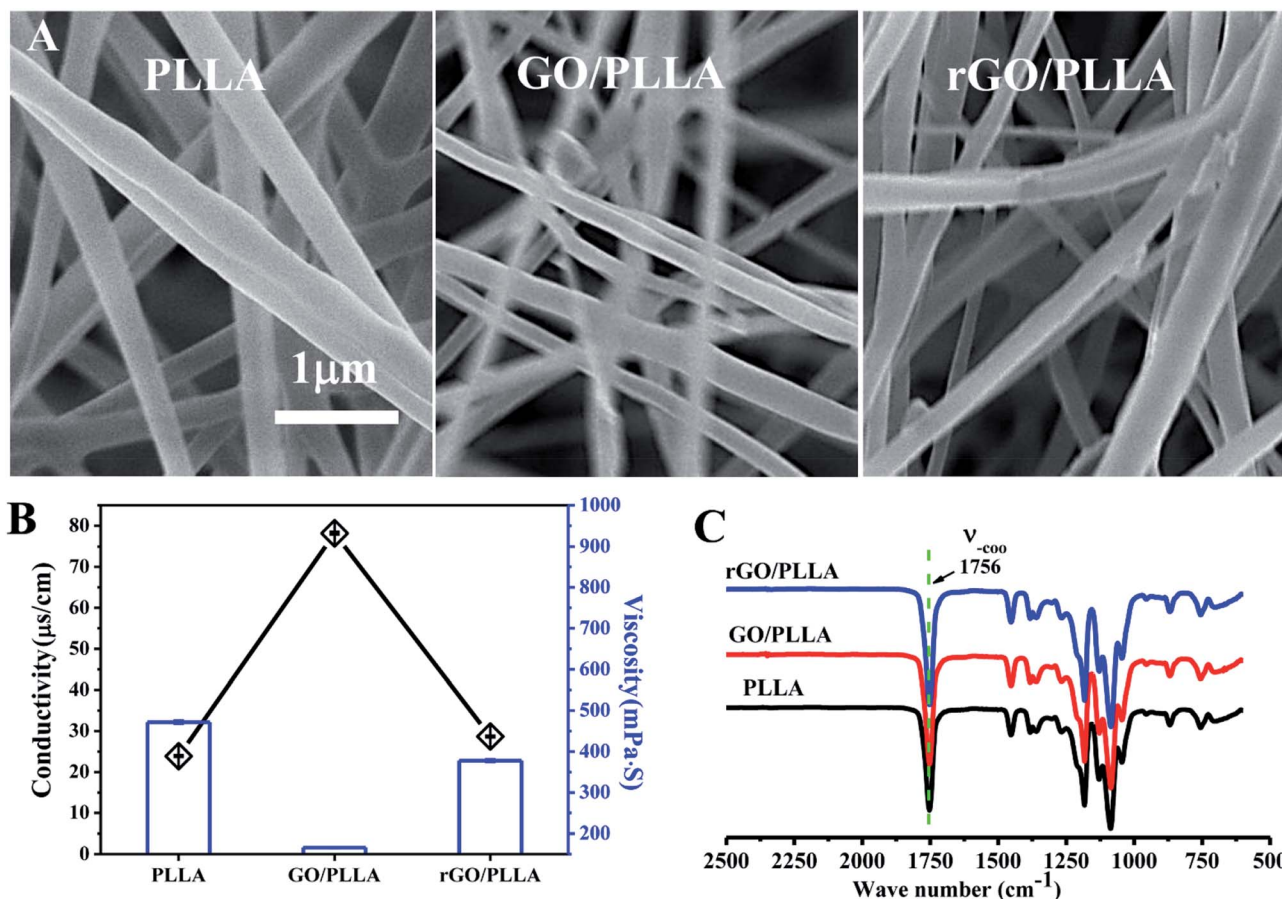 A
PLLA
GO/PLLA
rGO/PLLA
1μm
B
Conductivity(μs/cm)
80
70
60
50
40
30
20
10
0
PLLA
GO/PLLA
rGO/PLLA
1000
900
800
700
600
500
400
300
200
Viscosity(mPa·S)
C
ν-coo
1756
rGO/PLLA
GO/PLLA
PLLA
2500 2000 1750 1500 1250 1000 750 500
Wave number (cm-1)